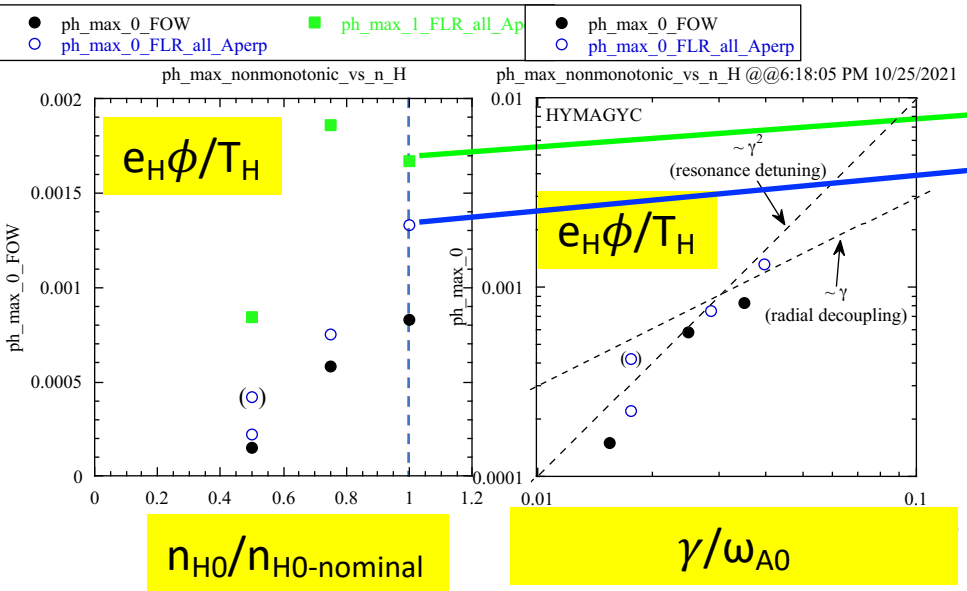 ph_max_0_FOW
ph_max_0_FLR_all_Aperp
ph_max_1_FLR_all_Ap
ph_max_0_FOW
ph_max_0_FLR_all_Aperp
ph_max_nonmonotonic_vs_n_H
0.002
0.0015
0.001
0.0005
0
ph_max_0_FOW
e_Hϕ/T_H
( )
0 0.2 0.4 0.6 0.8 1 1.2
n_H0/n_H0-nominal
ph_max_nonmonotonic_vs_n_H @@6:18:05 PM 10/25/2021
0.01
0.001
0.0001
ph_max_0
HYMAGYC
~ γ²
(resonance detuning)
e_Hϕ/T_H
~ γ
(radial decoupling)
( )
0.01 0.1
γ/ω_A0